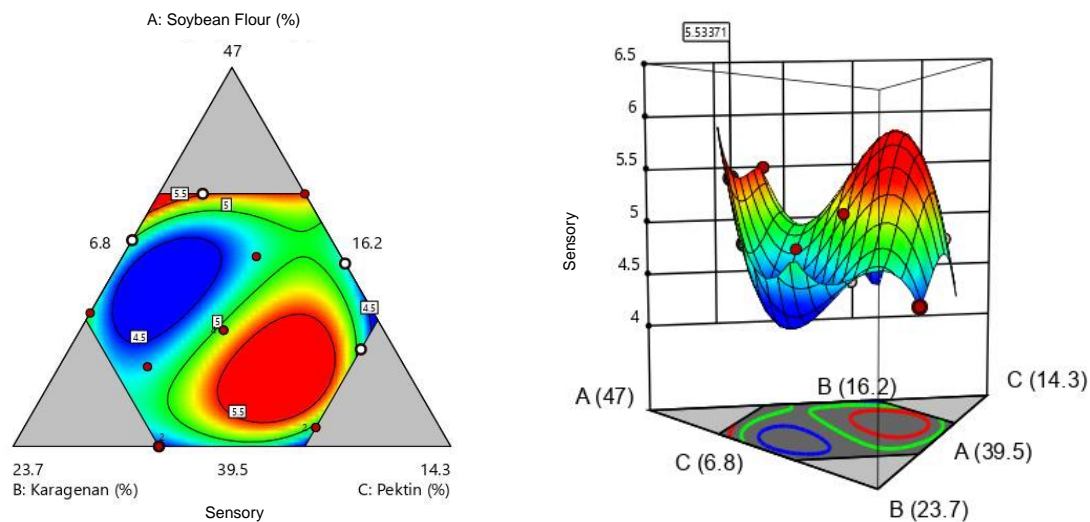 A: Soybean Flour (%)
47
5.5
5
6.8
16.2
4.5
5
4.5
5.5
2
2
23.7
39.5
14.3
B: Karagenan (%)
C: Pektin (%)
Sensory
5.53371
6.5
6
5.5
5
4.5
4
Sensory
A (47)
B (16.2)
C (14.3)
C (6.8)
A (39.5)
B (23.7)